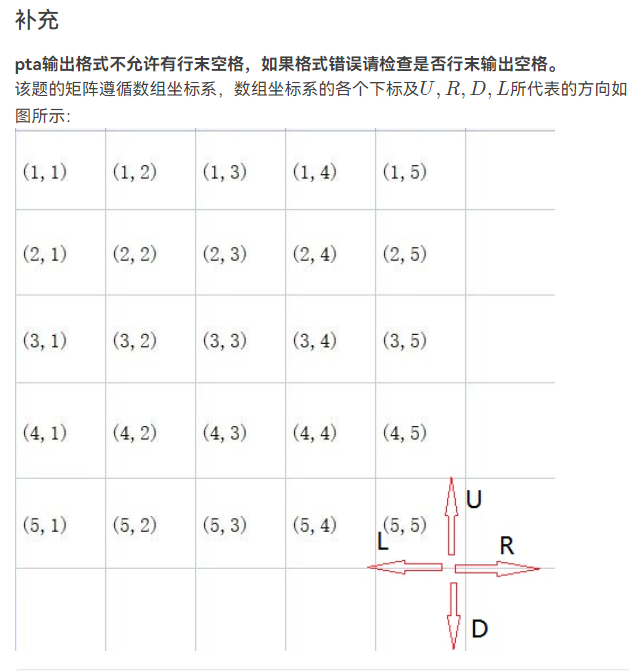 补充
pta输出格式不允许有行末空格，如果格式错误请检查是否行末输出空格。
该题的矩阵遵循数组坐标系，数组坐标系的各个下标及U, R, D, L所代表的方向如
图所示：
(1, 1) (1, 2) (1, 3) (1, 4) (1, 5)
(2, 1) (2, 2) (2, 3) (2, 4) (2, 5)
(3, 1) (3, 2) (3, 3) (3, 4) (3, 5)
(4, 1) (4, 2) (4, 3) (4, 4) (4, 5)
U
(5, 1) (5, 2) (5, 3) (5, 4) (5, 5)
L R
D